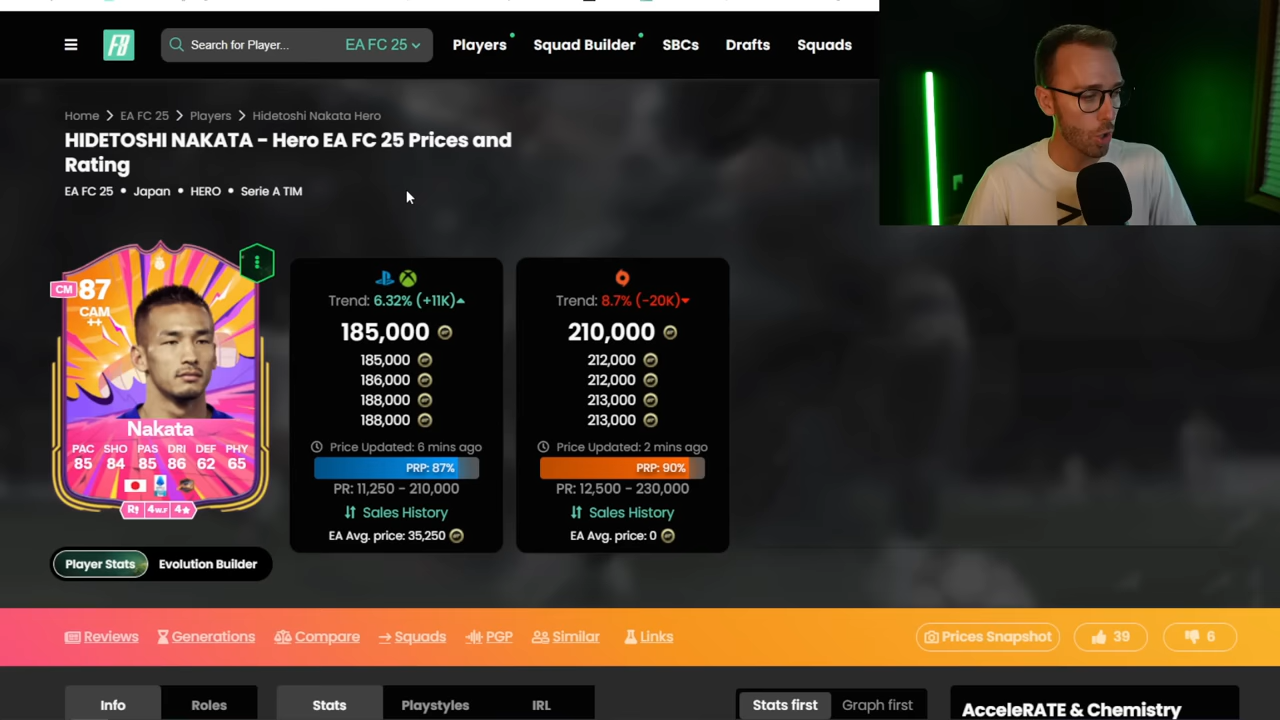 FB
Search for Player...
EA FC 25
Players
Squad Builder
SBCs
Drafts
Squads
Home > EA FC 25 > Players > Hidetoshi Nakata Hero
HIDETOSHI NAKATA - Hero EA FC 25 Prices and
Rating
EA FC 25 • Japan • HERO • Serie A TIM
CM 87
CAM
++
Nakata
PAC SHO PAS DRI DEF PHY
85 84 85 86 62 65
4 W.F 4★
Trend: 6.32% (+11K)
185,000
185,000
186,000
188,000
188,000
Price Updated: 6 mins ago
PRP: 87%
PR: 11,250 - 210,000
Sales History
EA Avg. price: 35,250
Trend: 8.7% (-20K)
210,000
212,000
212,000
213,000
213,000
Price Updated: 2 mins ago
PRP: 90%
PR: 12,500 - 230,000
Sales History
EA Avg. price: 0
Player Stats
Evolution Builder
Reviews
Generations
Compare
Squads
PGP
Similar
Links
Prices Snapshot
39
6
Info
Roles
Stats
Playstyles
IRL
Stats first
Graph first
AcceleRATE & Chemistry